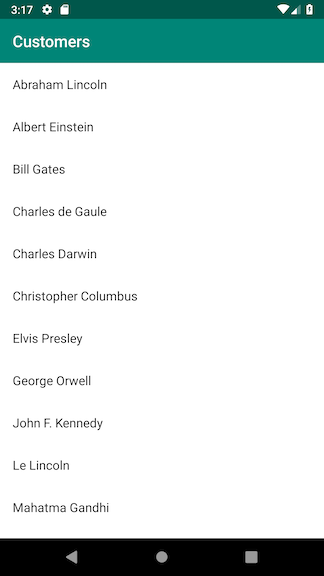 3:17
Customers
Abraham Lincoln
Albert Einstein
Bill Gates
Charles de Gaule
Charles Darwin
Christopher Columbus
Elvis Presley
George Orwell
John F. Kennedy
Le Lincoln
Mahatma Gandhi